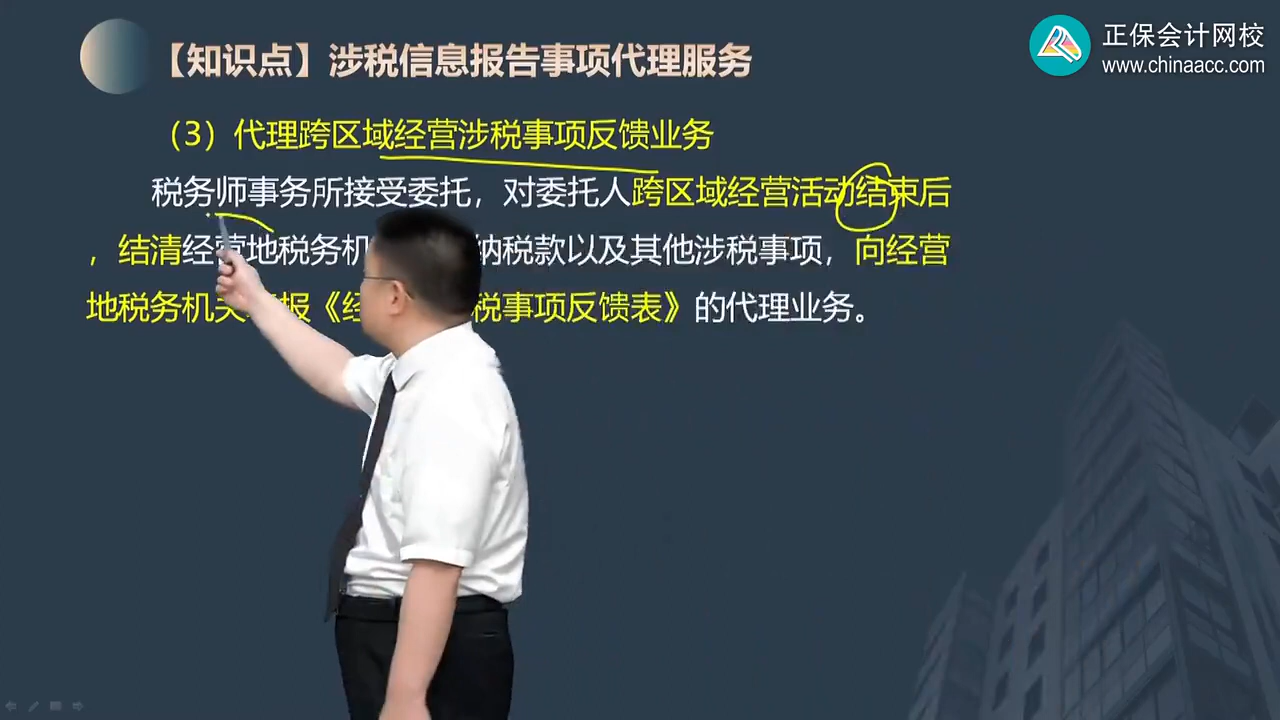 【知识点】涉税信息报告事项代理服务
正保会计网校
www.chinaacc.com
（3）代理跨区域经营涉税事项反馈业务
税务师事务所接受委托，对委托人跨区域经营活动结束后
，结清经营地税务机 纳税款以及其他涉税事项，向经营
地税务机关 报《经 税事项反馈表》的代理业务。